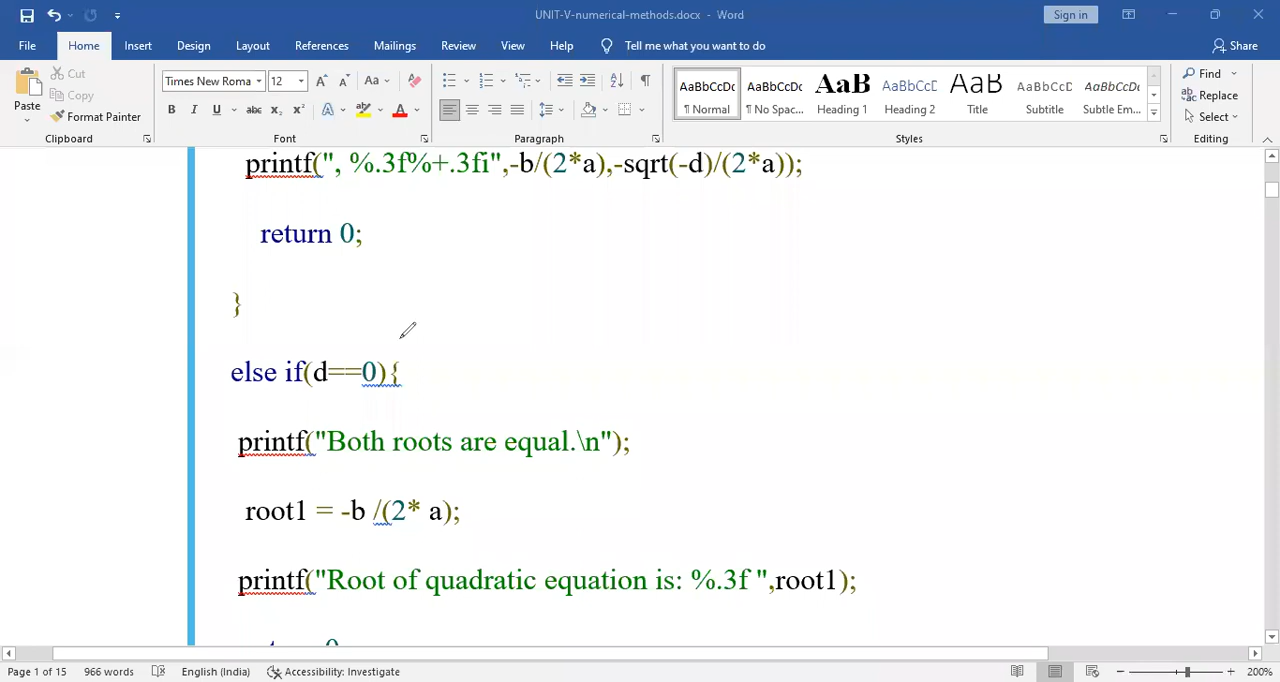 UNIT-V-numerical-methods.docx - Word
Sign in
File Home Insert Design Layout References Mailings Review View Help Tell me what you want to do Share
Paste
Cut
Copy
Format Painter
Clipboard
Times New Roma 12 Aa
B I U abc x₂ x² A A
Font
Paragraph
AaBbCcDc AaBbCcDc AaB AaBbCcD AaB AaBbCcDc AaBbCcDc
¶ Normal ¶ No Spac... Heading 1 Heading 2 Title Subtitle Subtle Em...
Styles
Find
Replace
Select
Editing
printf(", %.3f%+.3fi",-b/(2*a),-sqrt(-d)/(2*a));
return 0;
}
else if(d==0){
printf("Both roots are equal.\n");
root1 = -b /(2* a);
printf("Root of quadratic equation is: %.3f ",root1);
Page 1 of 15 966 words English (India) Accessibility: Investigate 200%